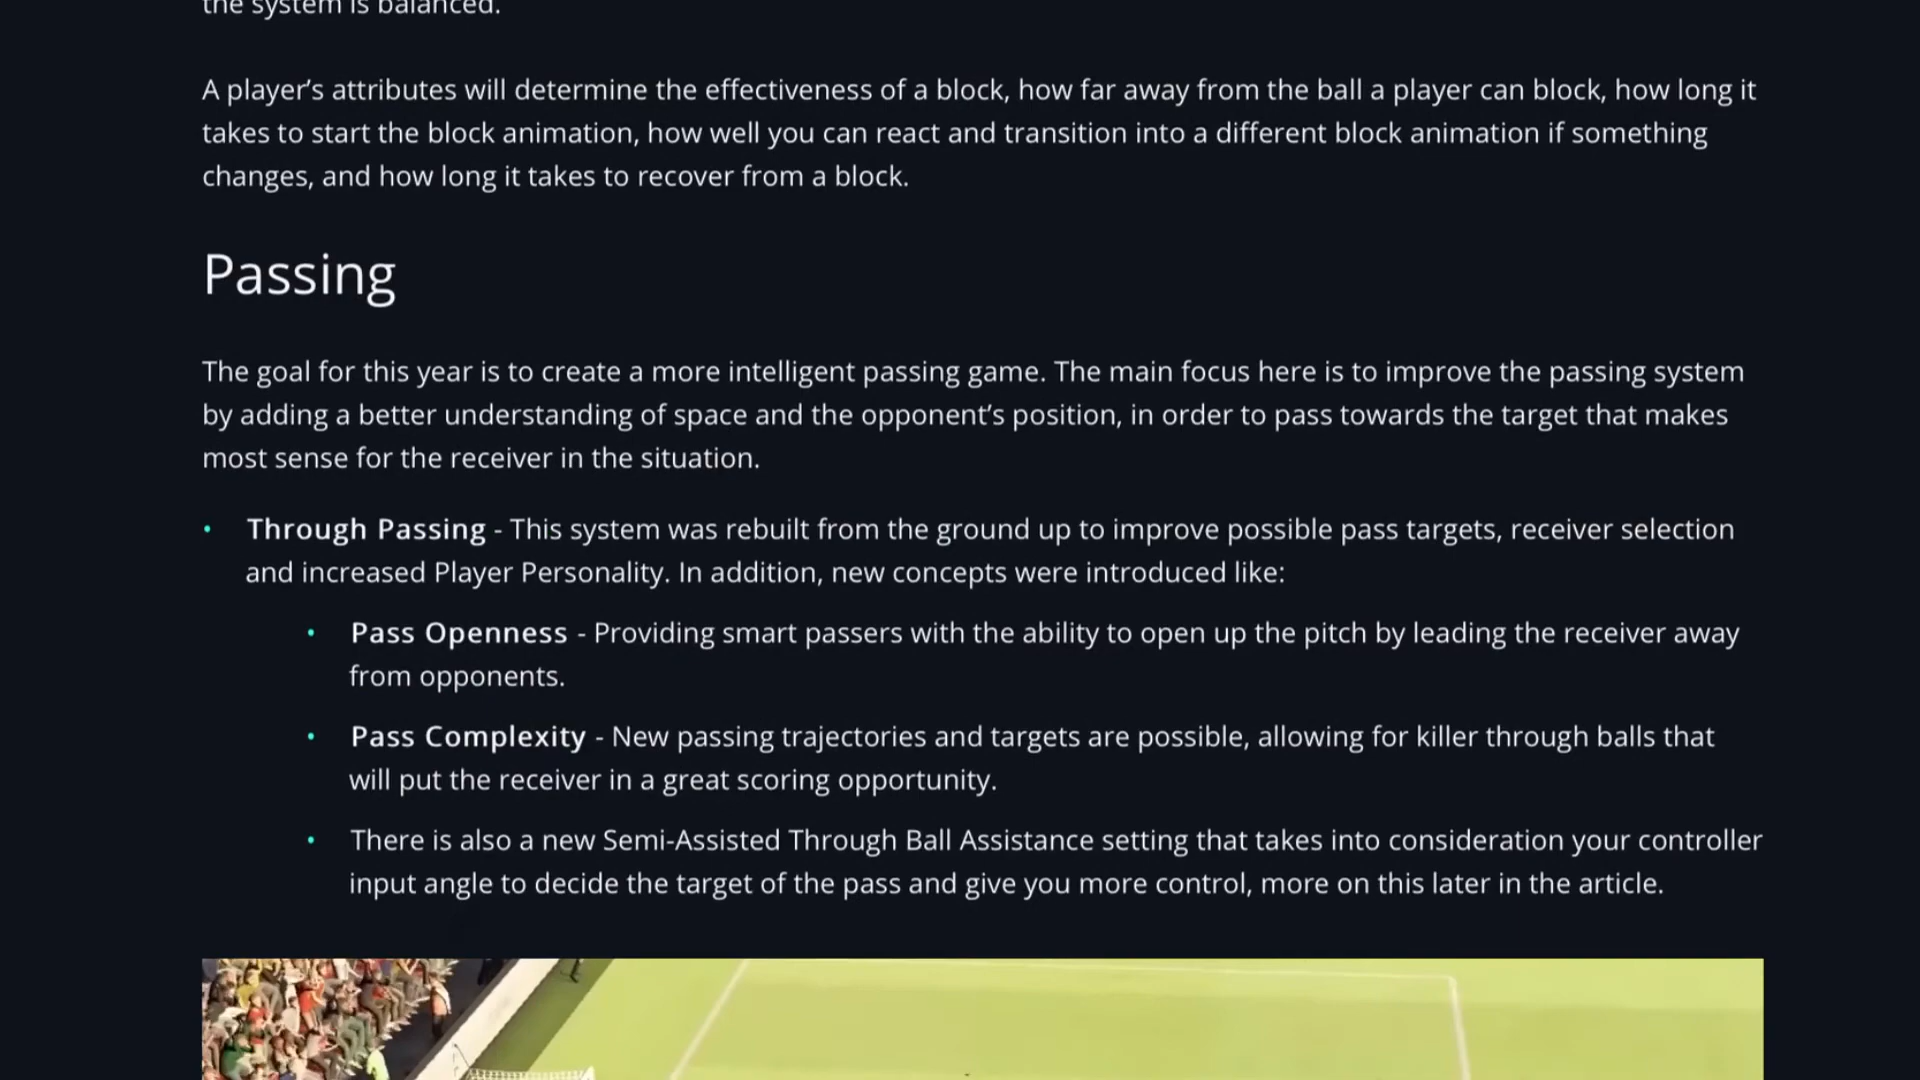 the system is balanced.
A player’s attributes will determine the effectiveness of a block, how far away from the ball a player can block, how long it
takes to start the block animation, how well you can react and transition into a different block animation if something
changes, and how long it takes to recover from a block.
Passing
The goal for this year is to create a more intelligent passing game. The main focus here is to improve the passing system
by adding a better understanding of space and the opponent’s position, in order to pass towards the target that makes
most sense for the receiver in the situation.
• Through Passing - This system was rebuilt from the ground up to improve possible pass targets, receiver selection
and increased Player Personality. In addition, new concepts were introduced like:
• Pass Openness - Providing smart passers with the ability to open up the pitch by leading the receiver away
from opponents.
• Pass Complexity - New passing trajectories and targets are possible, allowing for killer through balls that
will put the receiver in a great scoring opportunity.
• There is also a new Semi-Assisted Through Ball Assistance setting that takes into consideration your controller
input angle to decide the target of the pass and give you more control, more on this later in the article.